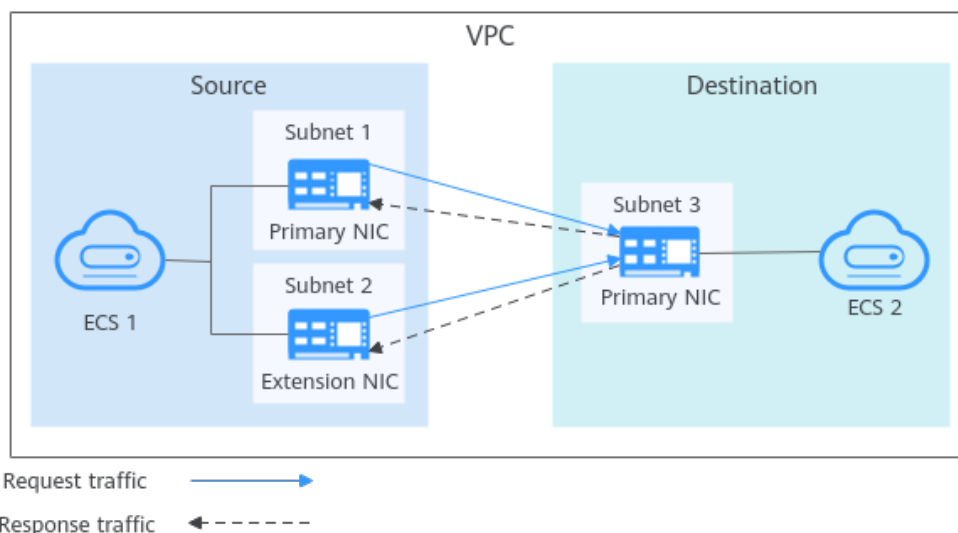 VPC
Source
Destination
Subnet 1
Primary NIC
Subnet 2
Extension NIC
ECS 1
Subnet 3
Primary NIC
ECS 2
Request traffic
Response traffic